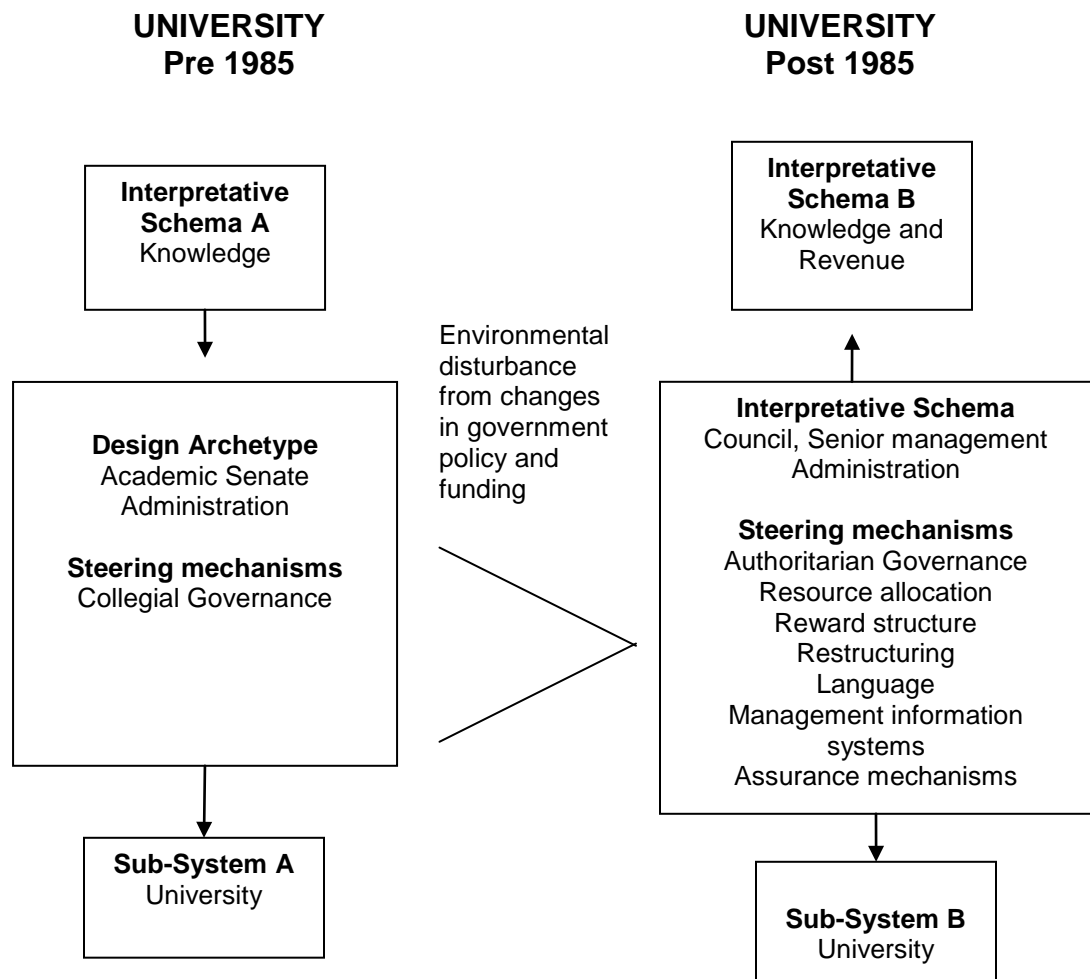 UNIVERSITY
Pre 1985
UNIVERSITY
Post 1985
Interpretative
Schema A
Knowledge
Interpretative
Schema B
Knowledge and
Revenue
Environmental
disturbance
from changes
in government
policy and
funding
Design Archetype
Academic Senate
Administration
Steering mechanisms
Collegial Governance
Interpretative Schema
Council, Senior management
Administration
Steering mechanisms
Authoritarian Governance
Resource allocation
Reward structure
Restructuring
Language
Management information
systems
Assurance mechanisms
Sub-System A
University
Sub-System B
University